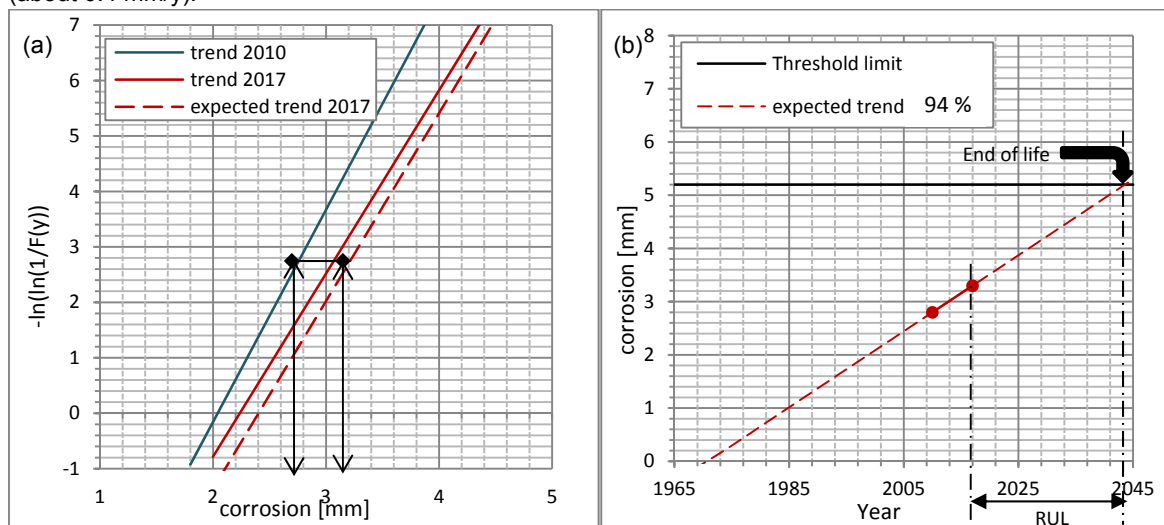 (a)
trend 2010
trend 2017
expected trend 2017
-ln(ln(1/F(y)))
7
6
5
4
3
2
1
0
-1
1 2 3 4 5
corrosion [mm]
(b)
Threshold limit
expected trend 94 %
End of life
corrosion [mm]
8
7
6
5
4
3
2
1
0
1965 1985 2005 2025 2045
Year
RUL